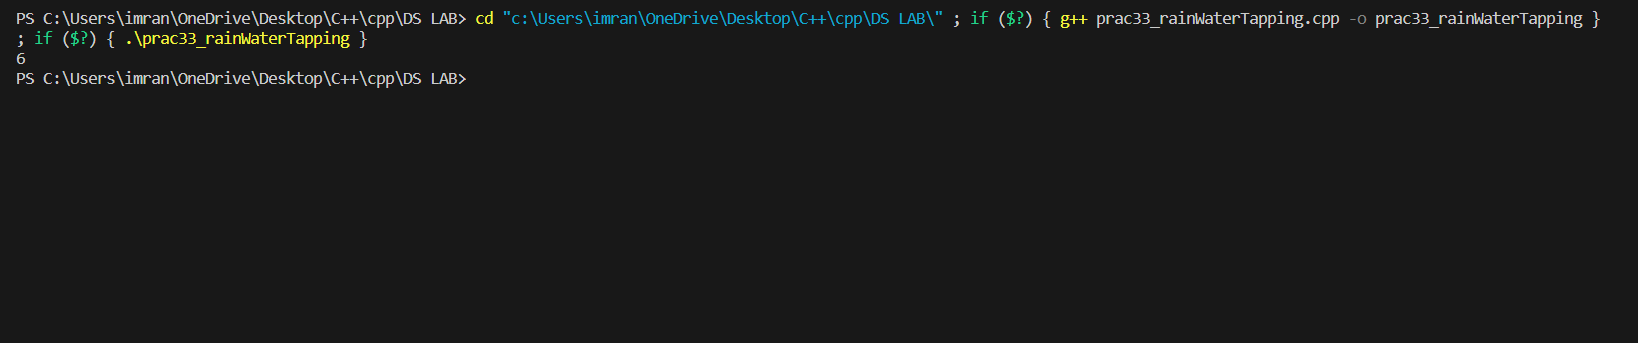 PS C:\Users\imran\OneDrive\Desktop\C++\cpp\DS LAB> cd "c:\Users\imran\OneDrive\Desktop\C++\cpp\DS LAB\" ; if ($?) { g++ prac33_rainWaterTapping.cpp -o prac33_rainWaterTapping }
; if ($?) { .\prac33_rainWaterTapping }
6
PS C:\Users\imran\OneDrive\Desktop\C++\cpp\DS LAB>